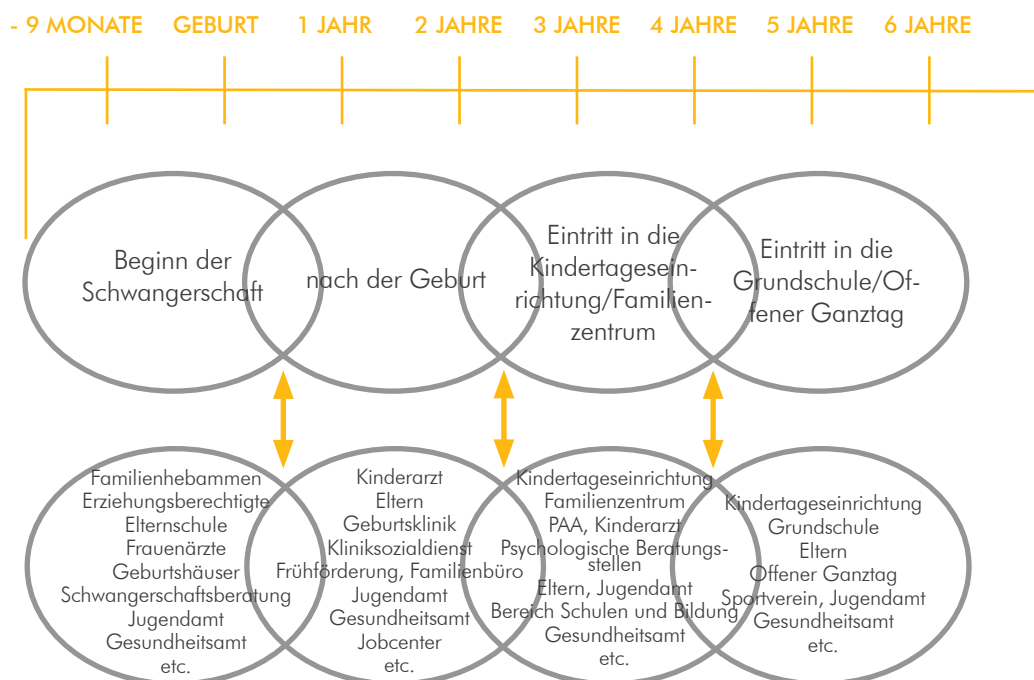 - 9 MONATE GEBURT 1 JAHR 2 JAHRE 3 JAHRE 4 JAHRE 5 JAHRE 6 JAHRE
Beginn der
Schwangerschaft
nach der Geburt
Eintritt in die
Kindertagesein-
richtung/Familien-
zentrum
Eintritt in die
Grundschule/Of-
fener Ganztag
Familienhebammen
Erziehungsberechtigte
Elternschule
Frauenärzte
Geburtshäuser
Schwangerschaftsberatung
Jugendamt
Gesundheitsamt
etc.
Kinderarzt
Eltern
Geburtsklinik
Kliniksozialdienst
Frühförderung, Familienbüro
Jugendamt
Gesundheitsamt
Jobcenter
etc.
Kindertageseinrichtung
Familienzentrum
PAA, Kinderarzt
Psychologische Beratungs-
stellen
Eltern, Jugendamt
Bereich Schulen und Bildung
Gesundheitsamt
etc.
Kindertageseinrichtung
Grundschule
Eltern
Offener Ganztag
Sportverein, Jugendamt
Gesundheitsamt
etc.